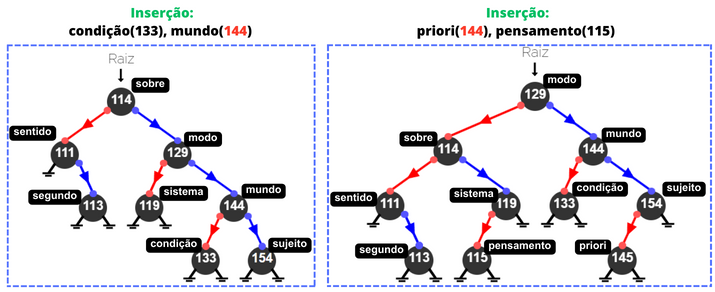 Inserção:
condição(133), mundo(144)
Raiz
sobre
114
sentido
111
modo
129
segundo
113
sistema
119
mundo
144
condição
133
sujeito
154
Inserção:
priori(144), pensamento(115)
Raiz
modo
129
sobre
114
mundo
144
sentido
111
sistema
119
condição
133
sujeito
154
segundo
113
pensamento
115
priori
145